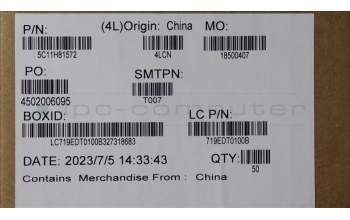 P/N: (4L)Origin: China MO:
5C11H81572 4LCN 18500407
PO: SMTPN:
4502006095 T007
BOXID: LC P/N:
LC719EDT0100B327318683 719EDT0100B
DATE: 2023/7/5 14:33:43 QTY:
50
Contains Merchandise From : China